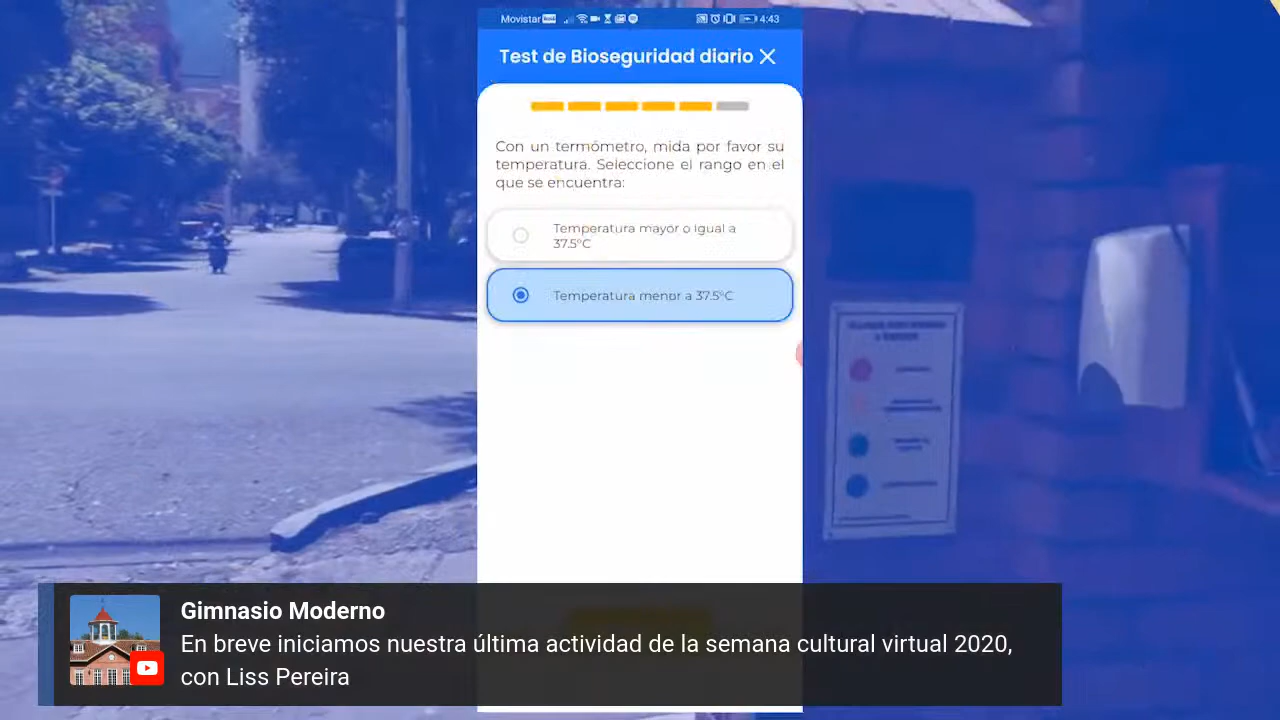 Movistar
4:43
Test de Bioseguridad diario
Con un termómetro, mida por favor su
temperatura. Seleccione el rango en el
que se encuentra:
Temperatura mayor o igual a
37.5°C
Temperatura menor a 37.5°C
Gimnasio Moderno
En breve iniciamos nuestra última actividad de la semana cultural virtual 2020,
con Liss Pereira